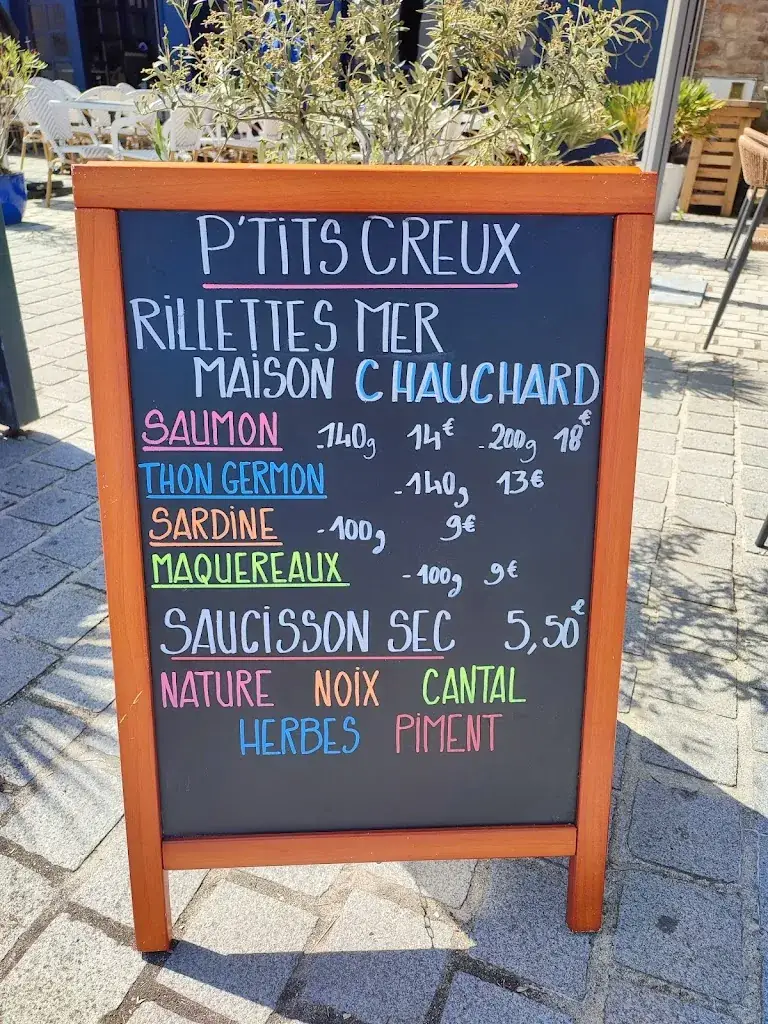 P'TITS CREUX
RILLETTES MER
MAISON CHAUCHARD
SAUMON -140g 14€ -200g 18€
THON GERMON -140g 13€
SARDINE -100g 9€
MAQUEREAUX -100g 9€
SAUCISSON SEC 5,50€
NATURE NOIX CANTAL
HERBES PIMENT